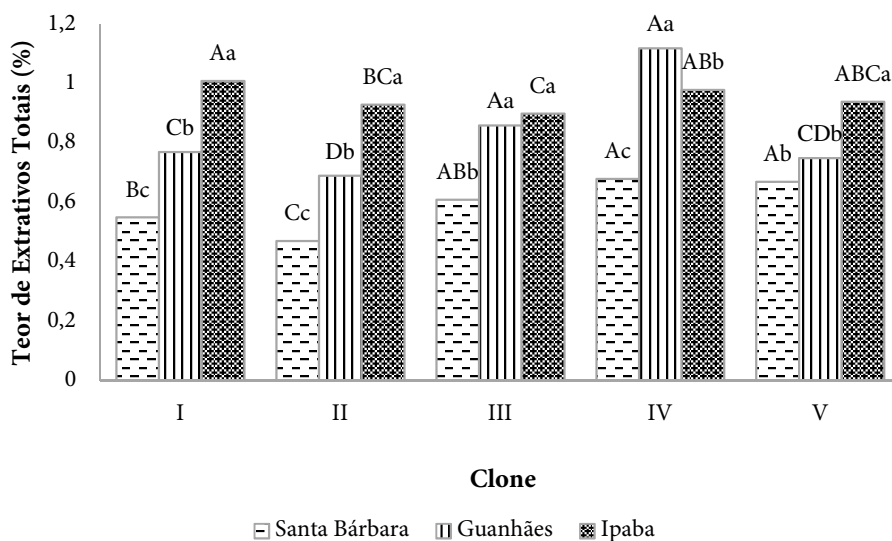 Teor de Extrativos Totais (%)
1,2
1
0,8
0,6
0,4
0,2
0
Bc
Cb
Aa
Cc
Db
BCa
ABb
Aa
Ca
Ac
Aa
ABb
Ab
CDb
ABCa
I
II
III
IV
V
Clone
Santa Bárbara
Guanhães
Ipaba